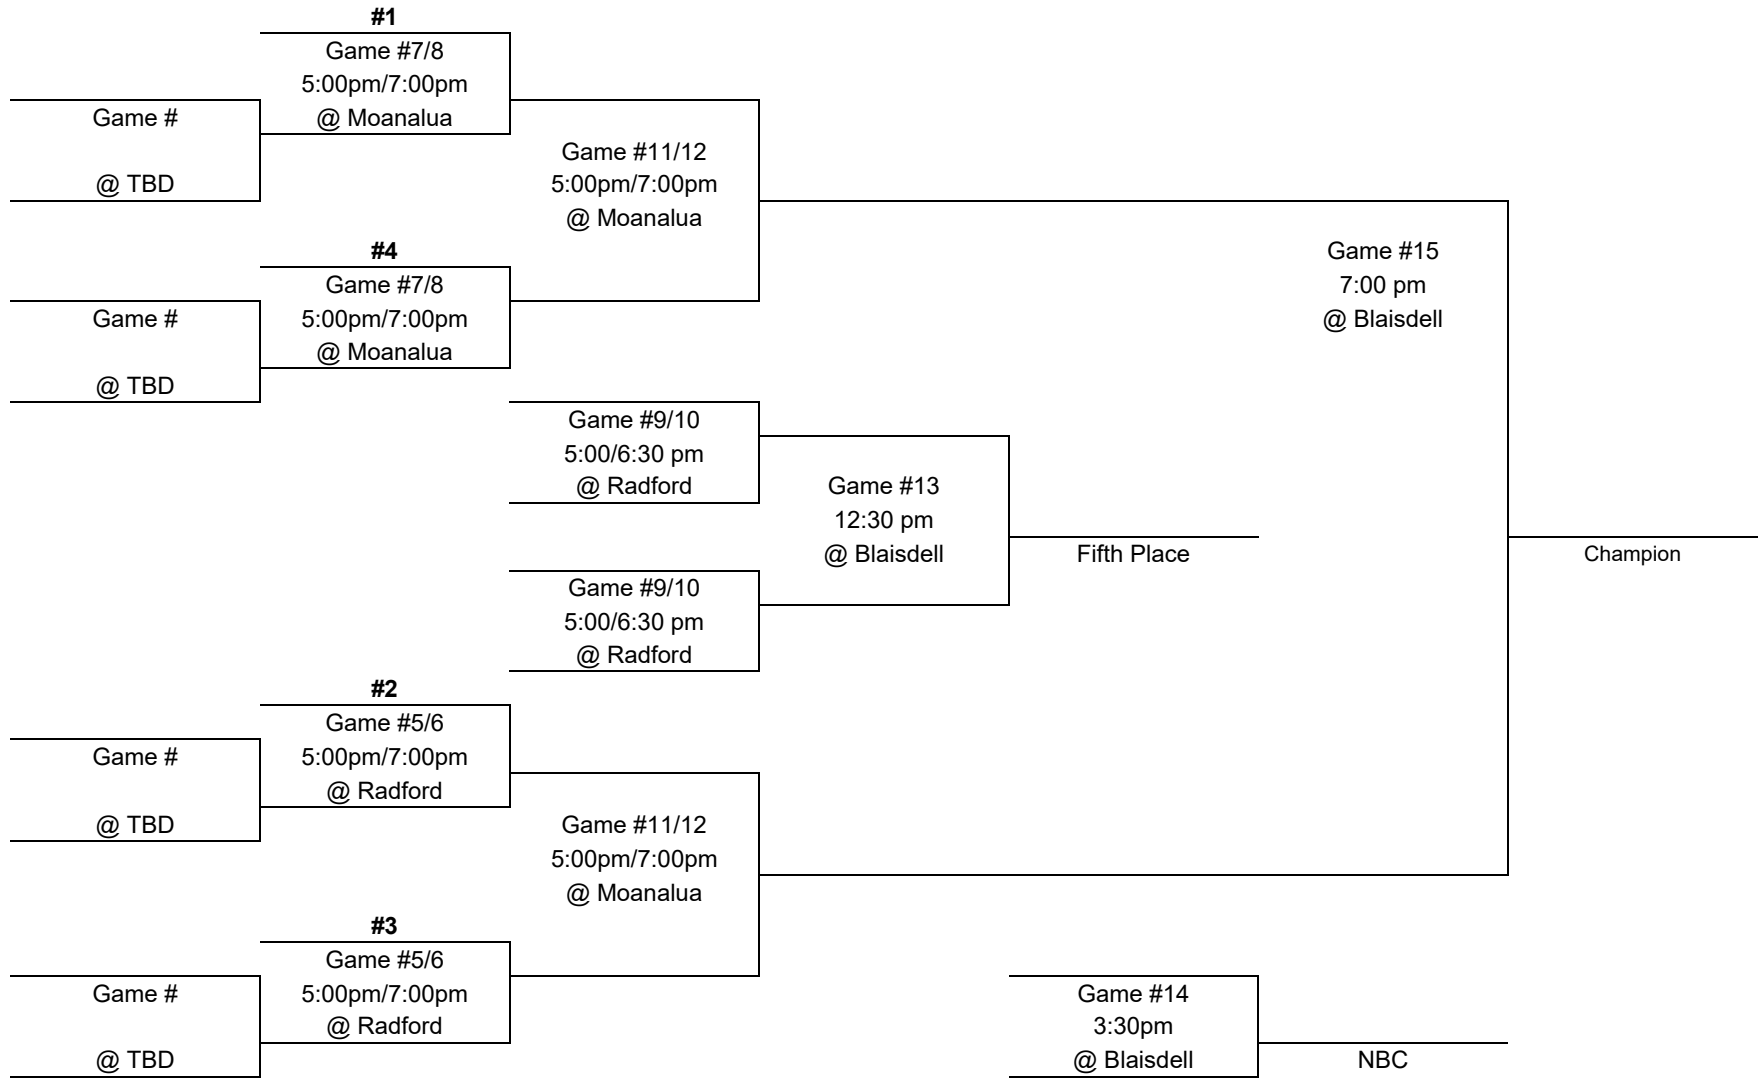 #1
Game #7/8
5:00pm/7:00pm
@ Moanalua
Game #
@ TBD
Game #11/12
5:00pm/7:00pm
@ Moanalua
#4
Game #7/8
5:00pm/7:00pm
@ Moanalua
Game #
@ TBD
Game #15
7:00 pm
@ Blaisdell
Game #9/10
5:00/6:30 pm
@ Radford
Game #13
12:30 pm
@ Blaisdell
Fifth Place
Champion
Game #9/10
5:00/6:30 pm
@ Radford
#2
Game #5/6
5:00pm/7:00pm
@ Radford
Game #
@ TBD
Game #11/12
5:00pm/7:00pm
@ Moanalua
#3
Game #5/6
5:00pm/7:00pm
@ Radford
Game #
@ TBD
Game #14
3:30pm
@ Blaisdell
NBC